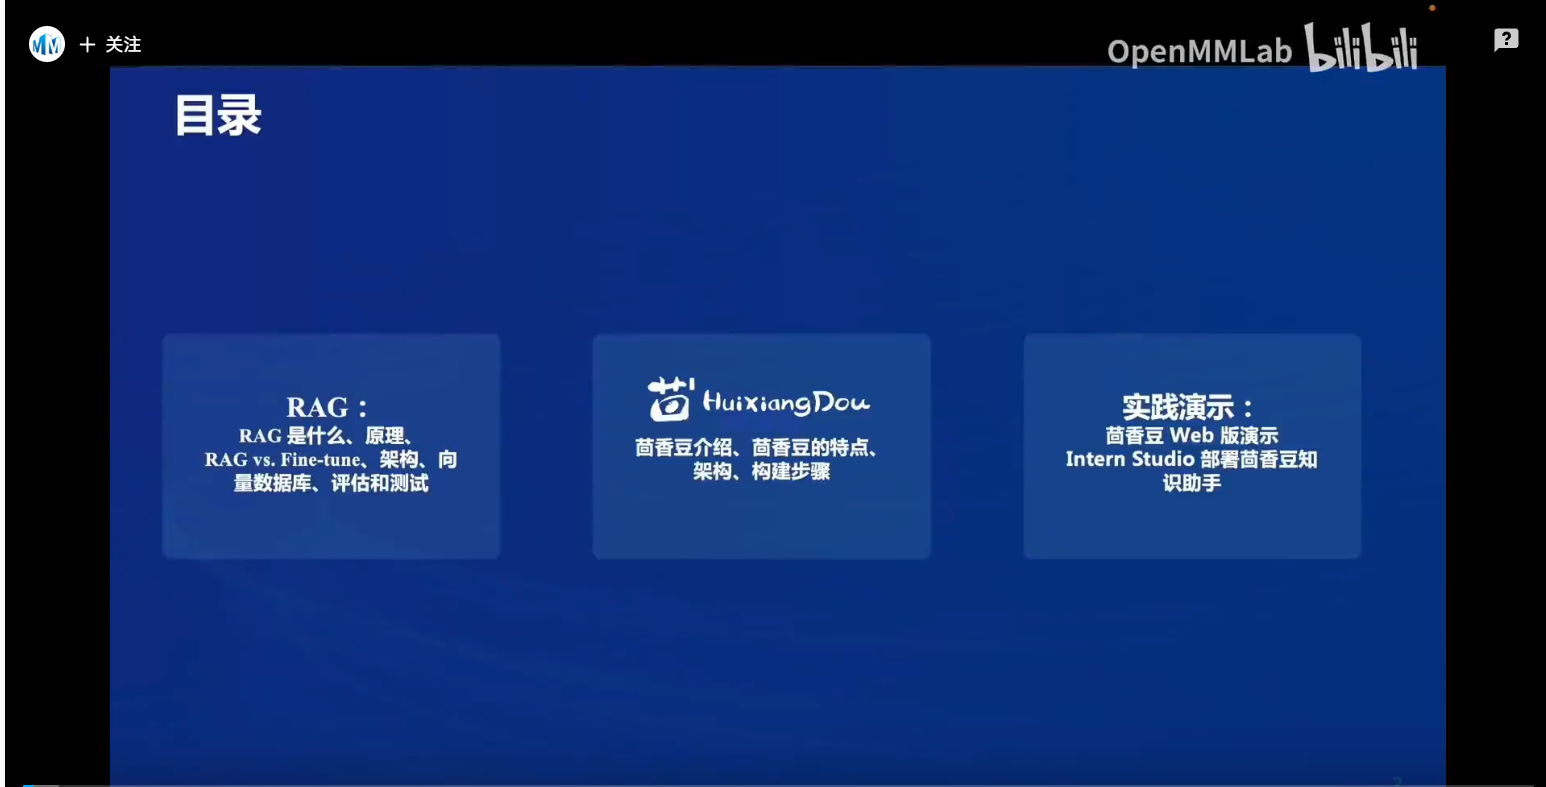 关注
OpenMMLab bilibili
目录
RAG：
RAG 是什么、原理、
RAG vs. Fine-tune、架构、向
量数据库、评估和测试
茴 HuixiangDou
茴香豆介绍、茴香豆的特点、
架构、构建步骤
实践演示：
茴香豆 Web 版演示
Intern Studio 部署茴香豆知
识助手
2